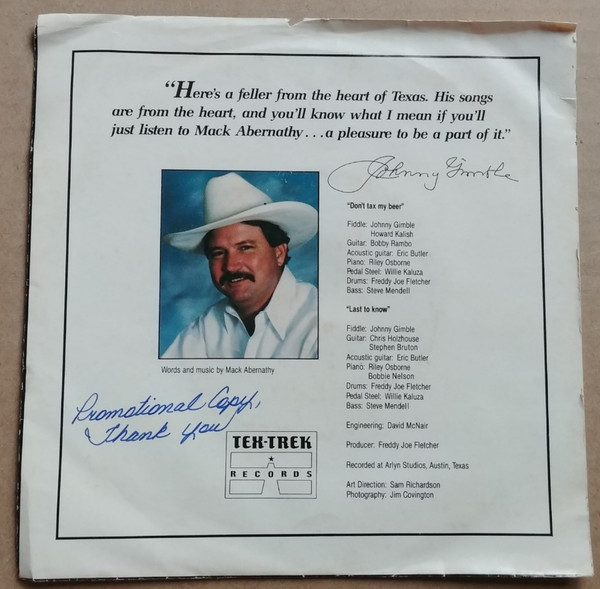 “Here's a feller from the heart of Texas. His songs
are from the heart, and you'll know what I mean if you'll
just listen to Mack Abernathy...a pleasure to be a part of it.”
Johnny Gimble
"Don't tax my beer"
Fiddle: Johnny Gimble
Howard Kalish
Guitar: Bobby Rambo
Acoustic guitar: Eric Butler
Piano: Riley Osborne
Pedal Steel: Willie Kaluza
Drums: Freddy Joe Fletcher
Bass: Steve Mendell
"Last to know"
Fiddle: Johnny Gimble
Guitar: Chris Holzhouse
Stephen Bruton
Acoustic guitar: Eric Butler
Piano: Riley Osborne
Bobbie Nelson
Drums: Freddy Joe Fletcher
Pedal Steel: Willie Kaluza
Bass: Steve Mendell
Engineering: David McNair
Producer: Freddy Joe Fletcher
Recorded at Arlyn Studios, Austin, Texas
Art Direction: Sam Richardson
Photography: Jim Covington
Words and music by Mack Abernathy
Promotional Copy,
Thank you
TEX-TREK
RECORDS